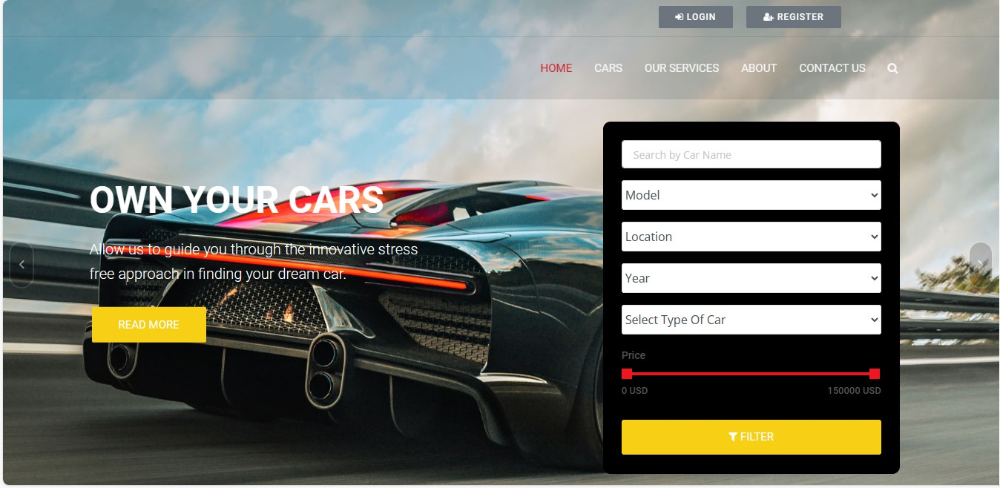 LOGIN
REGISTER
HOME
CARS
OUR SERVICES
ABOUT
CONTACT US
OWN YOUR CARS
Allow us to guide you through the innovative stress
free approach in finding your dream car.
READ MORE
Search by Car Name
Model
Location
Year
Select Type Of Car
Price
0 USD
150000 USD
FILTER